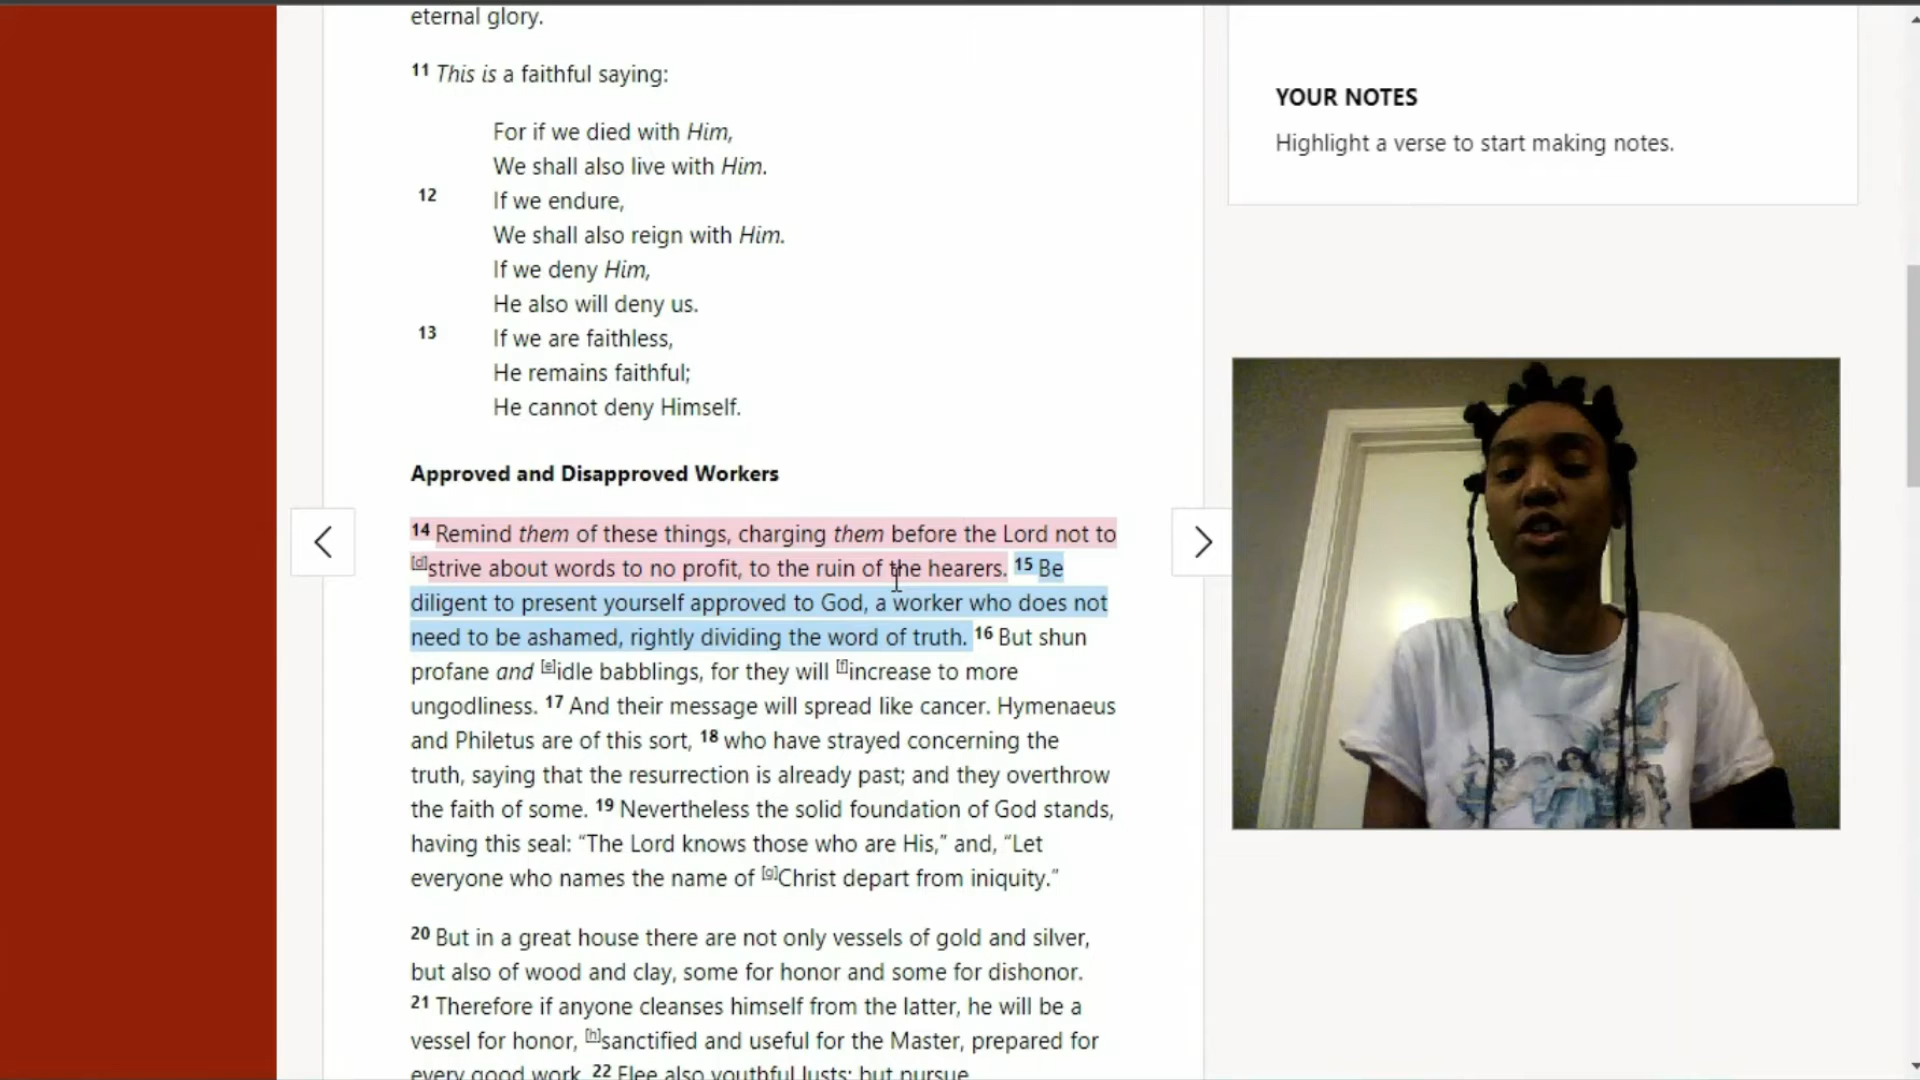 eternal glory.
11 This is a faithful saying:
For if we died with Him,
We shall also live with Him.
12 If we endure,
We shall also reign with Him.
If we deny Him,
He also will deny us.
13 If we are faithless,
He remains faithful;
He cannot deny Himself.
Approved and Disapproved Workers
14 Remind them of these things, charging them before the Lord not to
[d]strive about words to no profit, to the ruin of the hearers. 15 Be
diligent to present yourself approved to God, a worker who does not
need to be ashamed, rightly dividing the word of truth. 16 But shun
profane and [e]idle babblings, for they will [f]increase to more
ungodliness. 17 And their message will spread like cancer. Hymenaeus
and Philetus are of this sort, 18 who have strayed concerning the
truth, saying that the resurrection is already past; and they overthrow
the faith of some. 19 Nevertheless the solid foundation of God stands,
having this seal: “The Lord knows those who are His,” and, “Let
everyone who names the name of [g]Christ depart from iniquity.”
20 But in a great house there are not only vessels of gold and silver,
but also of wood and clay, some for honor and some for dishonor.
21 Therefore if anyone cleanses himself from the latter, he will be a
vessel for honor, [h]sanctified and useful for the Master, prepared for
every good work. 22 Flee also youthful lusts; but pursue
YOUR NOTES
Highlight a verse to start making notes.